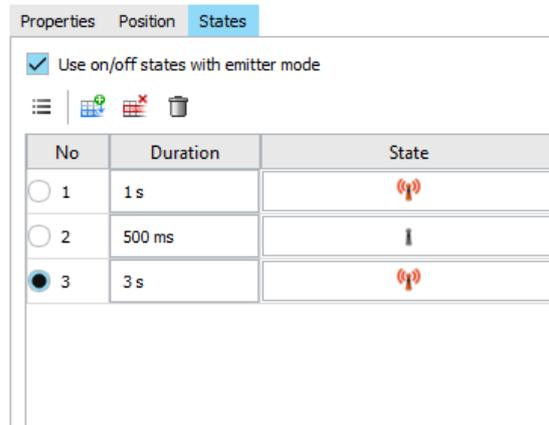 Properties Position States
Use on/off states with emitter mode
No Duration State
1 1 s
2 500 ms
3 3 s